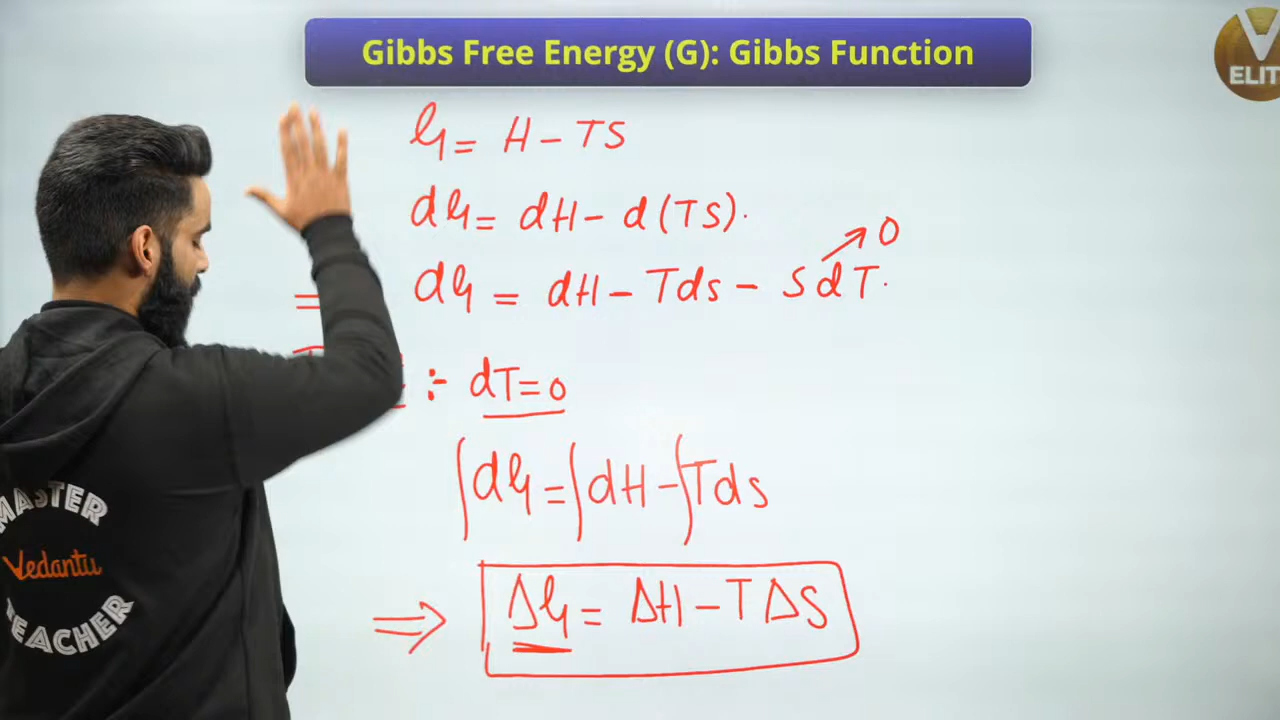 Gibbs Free Energy (G): Gibbs Function
ELIT
G = H - TS
dG = dH - d(TS).
= dG = dH - Tds - SdT. → 0
:- dT=0
∫dG = ∫dH - ∫Tds
⇒ ΔG = ΔH - TΔS
MASTER
Vedantu
TEACHER